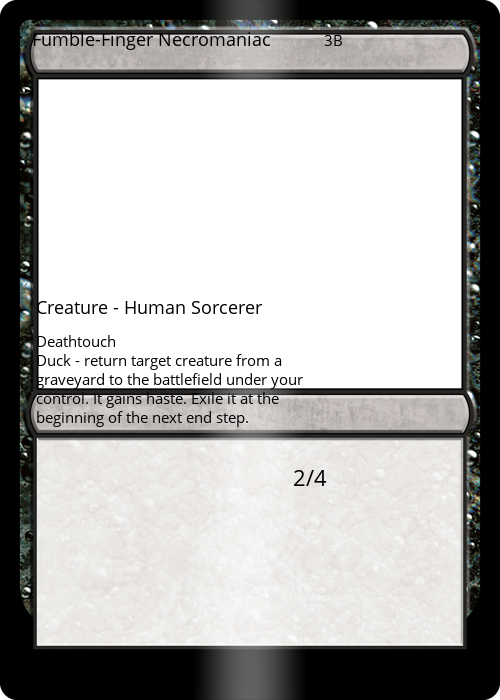 Fumble-Finger Necromaniac 3B
Creature - Human Sorcerer
Deathtouch
Duck - return target creature from a
graveyard to the battlefield under your
control. It gains haste. Exile it at the
beginning of the next end step.
2/4